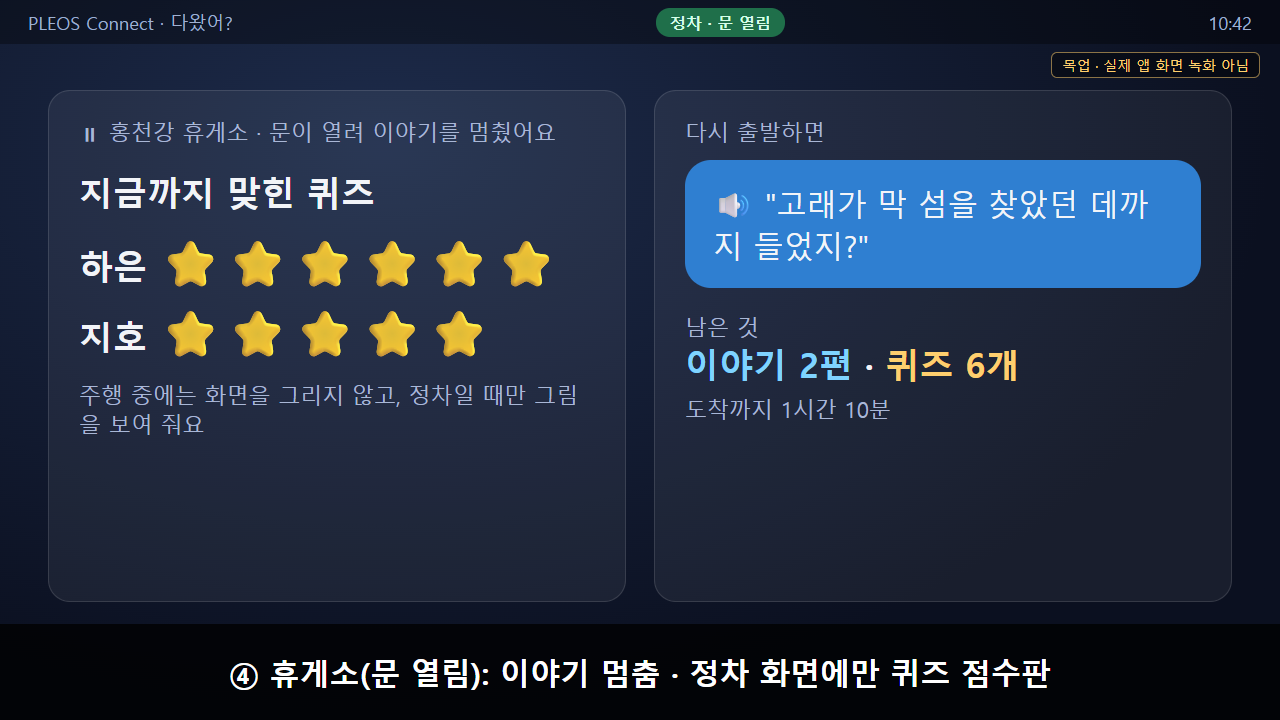 PLEOS Connect · 다왔어?
정차 · 문 열림
10:42
목업 · 실제 앱 화면 녹화 아님
홍천강 휴게소 · 문이 열려 이야기를 멈췄어요
지금까지 맞힌 퀴즈
하은
지호
주행 중에는 화면을 그리지 않고, 정차일 때만 그림
을 보여 줘요
다시 출발하면
"고래가 막 섬을 찾았던 데까
지 들었지?"
남은 것
이야기 2편 · 퀴즈 6개
도착까지 1시간 10분
④ 휴게소(문 열림): 이야기 멈춤 · 정차 화면에만 퀴즈 점수판